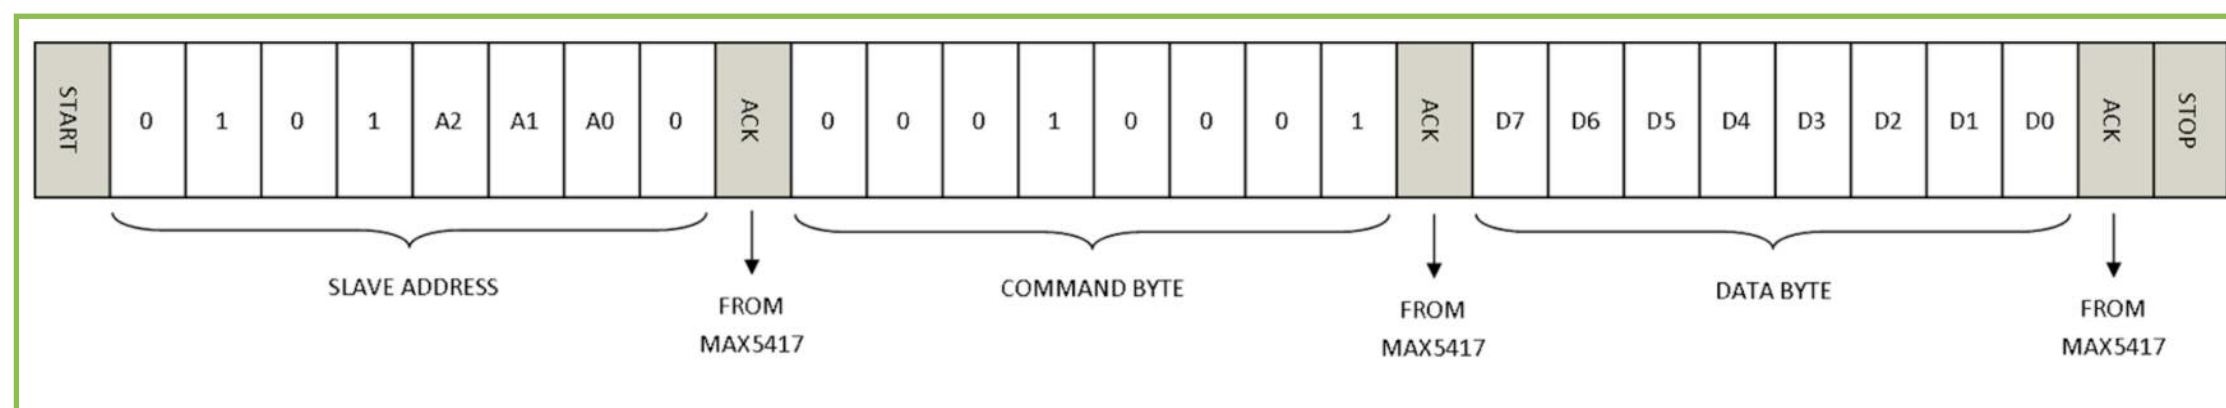 START 0 1 0 1 A2 A1 A0 0 ACK 0 0 0 1 0 0 0 1 ACK D7 D6 D5 D4 D3 D2 D1 D0 ACK STOP
SLAVE ADDRESS
FROM
MAX5417
COMMAND BYTE
FROM
MAX5417
DATA BYTE
FROM
MAX5417